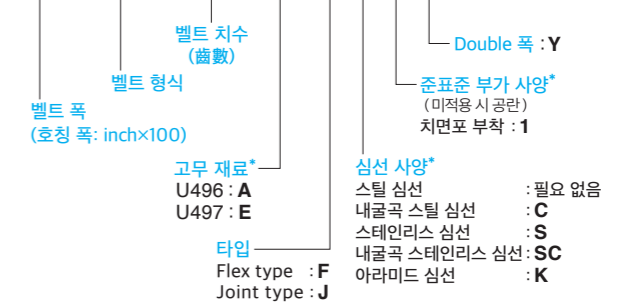 벨트 치수
(齒數)
Double 폭 : Y
벨트 형식
준표준 부가 사양*
(미적용 시 공란)
치면포 부착 : 1
벨트 폭
(호칭 폭: inch×100)
고무 재료*
U496 : A
U497 : E
심선 사양*
스틸 심선 : 필요 없음
내굴곡 스틸 심선 : C
스테인리스 심선 : S
내굴곡 스테인리스 심선 : SC
아라미드 심선 : K
타입
Flex type : F
Joint type : J